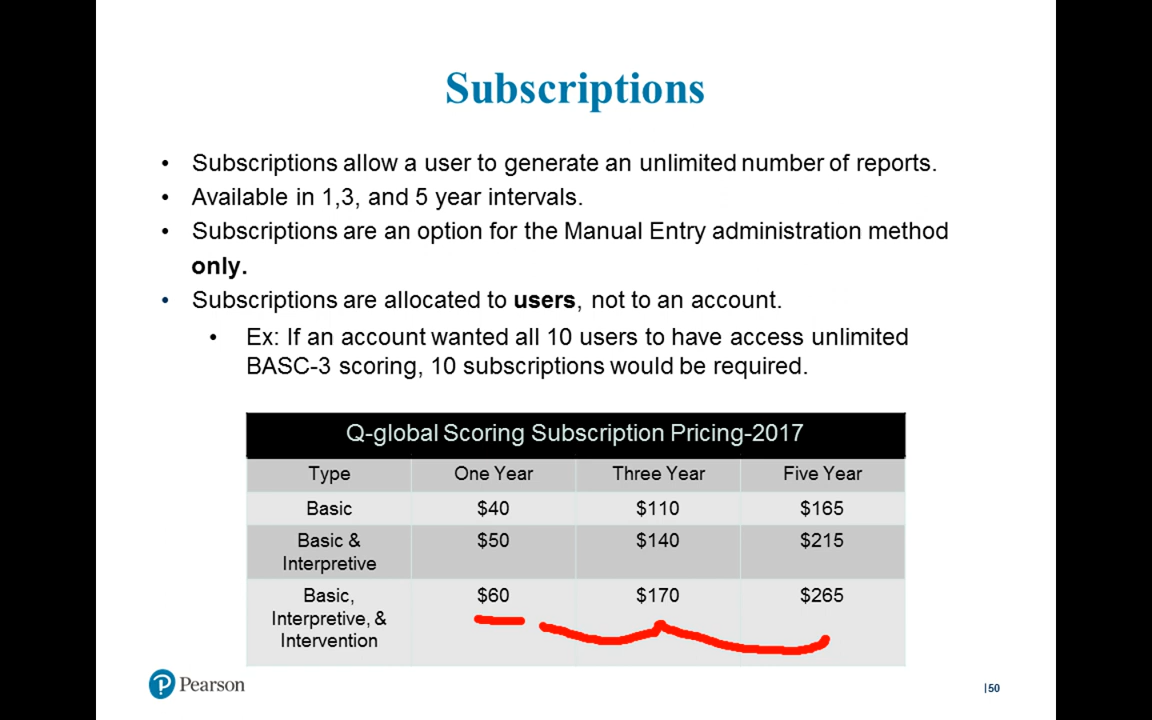 Subscriptions
• Subscriptions allow a user to generate an unlimited number of reports.
• Available in 1,3, and 5 year intervals.
• Subscriptions are an option for the Manual Entry administration method
only.
• Subscriptions are allocated to users, not to an account.
• Ex: If an account wanted all 10 users to have access unlimited
BASC-3 scoring, 10 subscriptions would be required.
Q-global Scoring Subscription Pricing-2017
Type One Year Three Year Five Year
Basic $40 $110 $165
Basic & $50 $140 $215
Interpretive
Basic, $60 $170 $265
Interpretive, &
Intervention
P Pearson
|50